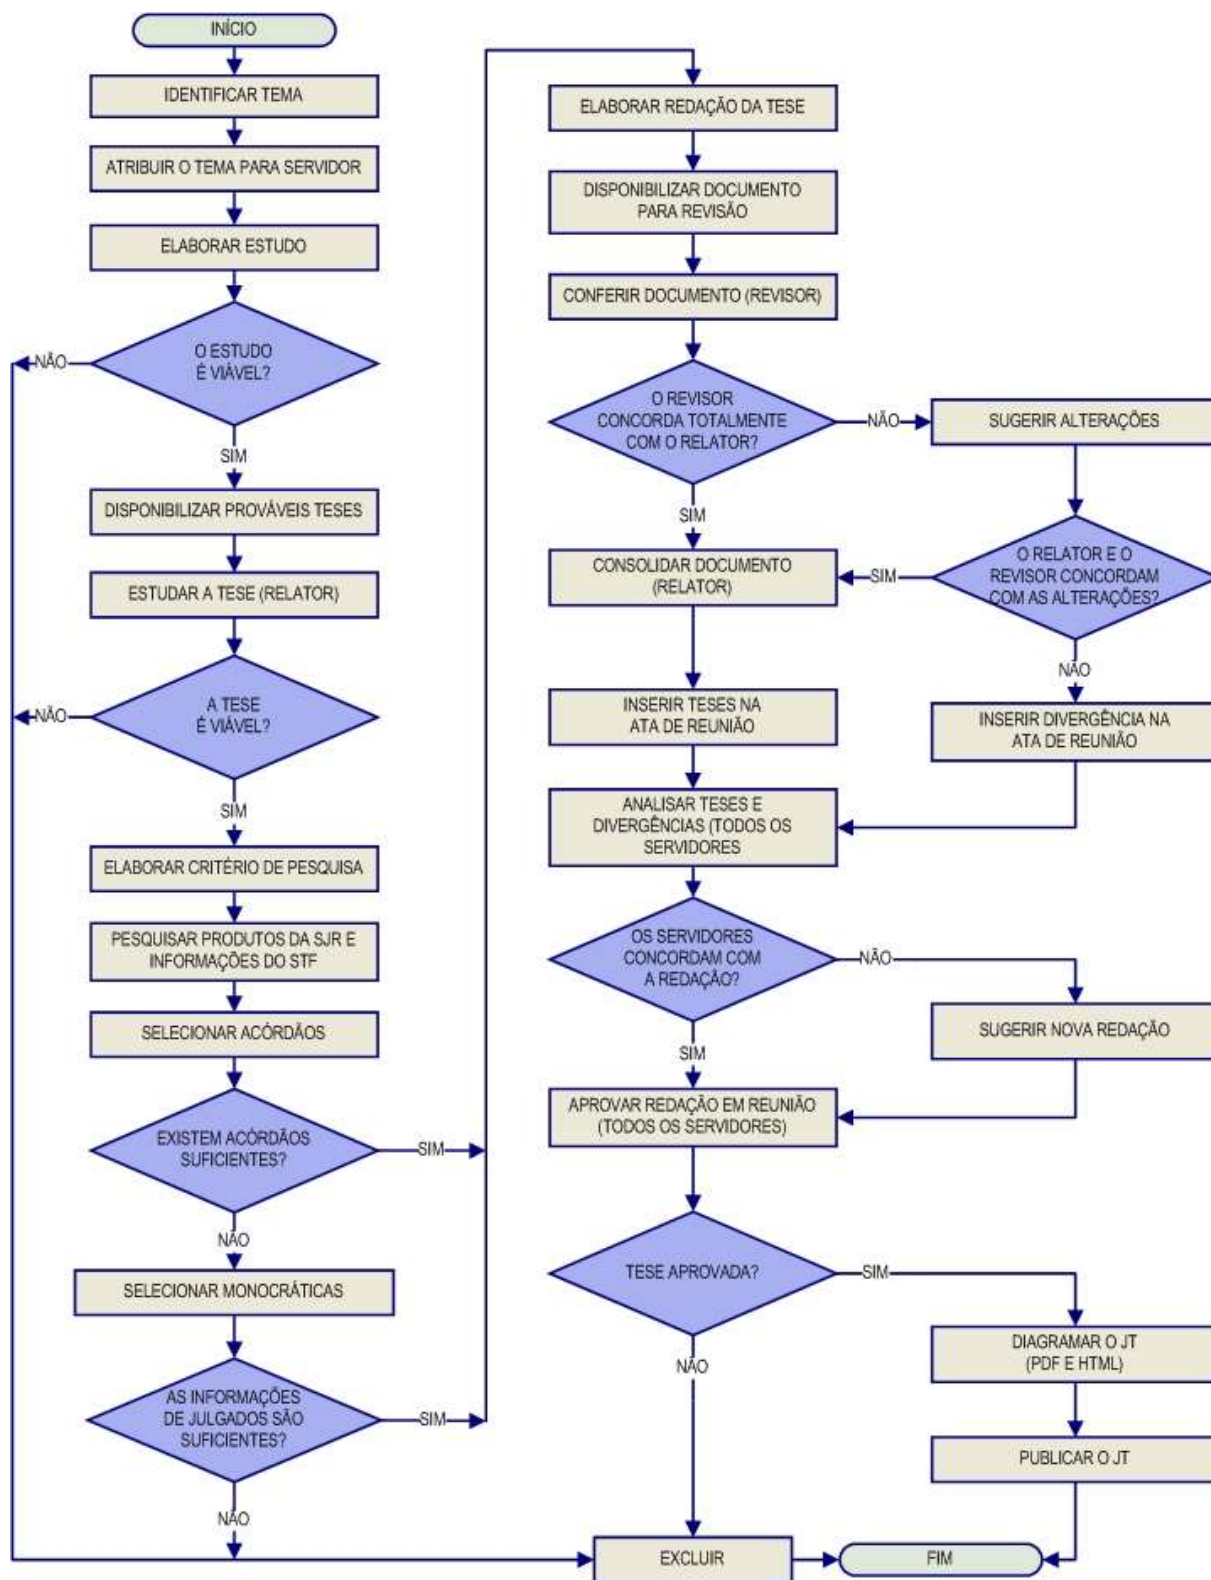 INÍCIO
IDENTIFICAR TEMA
ATRIBUIR O TEMA PARA SERVIDOR
ELABORAR ESTUDO
O ESTUDO
É VIÁVEL?
NÃO
SIM
DISPONIBILIZAR PROVÁVEIS TESES
ESTUDAR A TESE (RELATOR)
A TESE
É VIÁVEL?
NÃO
SIM
ELABORAR CRITÉRIO DE PESQUISA
PESQUISAR PRODUTOS DA SJR E
INFORMAÇÕES DO STF
SELECIONAR ACÓRDÃOS
EXISTEM ACÓRDÃOS
SUFICIENTES?
SIM
NÃO
SELECIONAR MONOCRÁTICAS
AS INFORMAÇÕES
DE JULGADOS SÃO
SUFICIENTES?
SIM
NÃO
ELABORAR REDAÇÃO DA TESE
DISPONIBILIZAR DOCUMENTO
PARA REVISÃO
CONFERIR DOCUMENTO (REVISOR)
O REVISOR
CONCORDA TOTALMENTE
COM O RELATOR?
NÃO
SUGERIR ALTERAÇÕES
SIM
CONSOLIDAR DOCUMENTO
(RELATOR)
SIM
O RELATOR E O
REVISOR CONCORDAM
COM AS ALTERAÇÕES?
NÃO
INSERIR TESES NA
ATA DE REUNIÃO
INSERIR DIVERGÊNCIA NA
ATA DE REUNIÃO
ANALISAR TESES E
DIVERGÊNCIAS (TODOS OS
SERVIDORES
OS SERVIDORES
CONCORDAM COM
A REDAÇÃO?
NÃO
SUGERIR NOVA REDAÇÃO
SIM
APROVAR REDAÇÃO EM REUNIÃO
(TODOS OS SERVIDORES)
TESE APROVADA?
SIM
DIAGRAMAR O JT
(PDF E HTML)
PUBLICAR O JT
NÃO
EXCLUIR
FIM